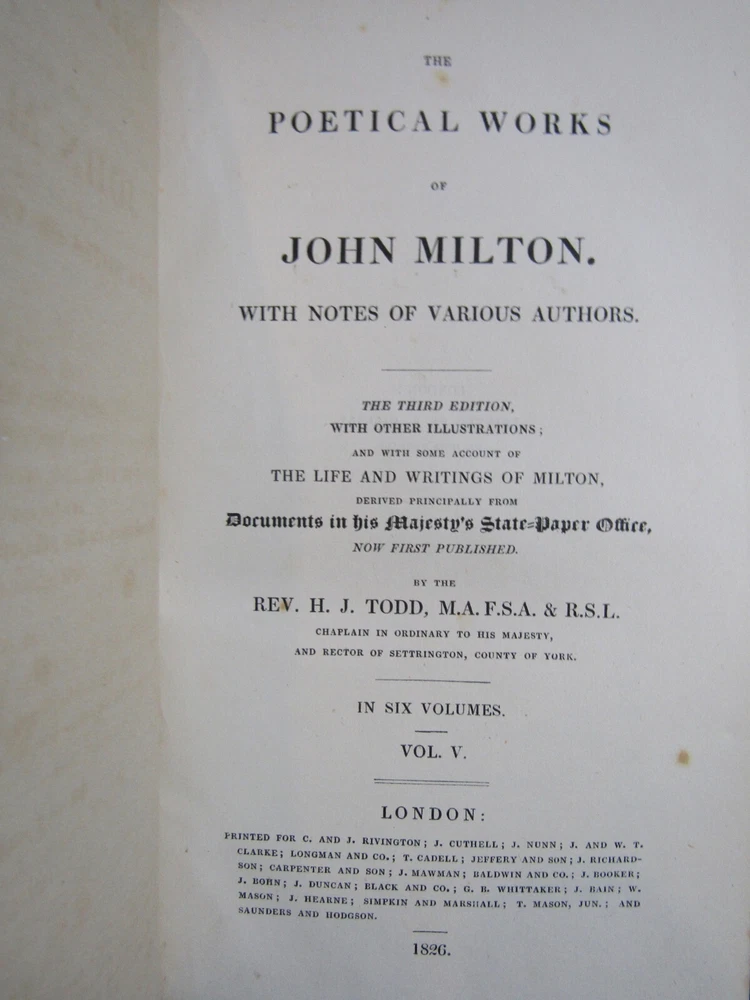 THE
POETICAL WORKS
OF
JOHN MILTON.
WITH NOTES OF VARIOUS AUTHORS.
THE THIRD EDITION,
WITH OTHER ILLUSTRATIONS;
AND WITH SOME ACCOUNT OF
THE LIFE AND WRITINGS OF MILTON,
DERIVED PRINCIPALLY FROM
Documents in his Majesty's State-Paper Office,
NOW FIRST PUBLISHED.
BY THE
REV. H. J. TODD, M.A. F.S.A. & R.S.L.
CHAPLAIN IN ORDINARY TO HIS MAJESTY,
AND RECTOR OF SETTRINGTON, COUNTY OF YORK.
IN SIX VOLUMES.
VOL. V.
LONDON:
PRINTED FOR C. AND J. RIVINGTON; J. CUTHELL; J. NUNN; J. AND W. T.
CLARKE; LONGMAN AND CO.; T. CADELL; JEFFERY AND SON; J. RICHARD-
SON; CARPENTER AND SON; J. MAWMAN; BALDWIN AND CO.; J. BOOKER;
J. BOHN; J. DUNCAN; BLACK AND CO.; G. B. WHITTAKER; J. BAIN; W.
MASON; J. HEARNE; SIMPKIN AND MARSHALL; T. MASON, JUN.; AND
SAUNDERS AND HODGSON.
1826.